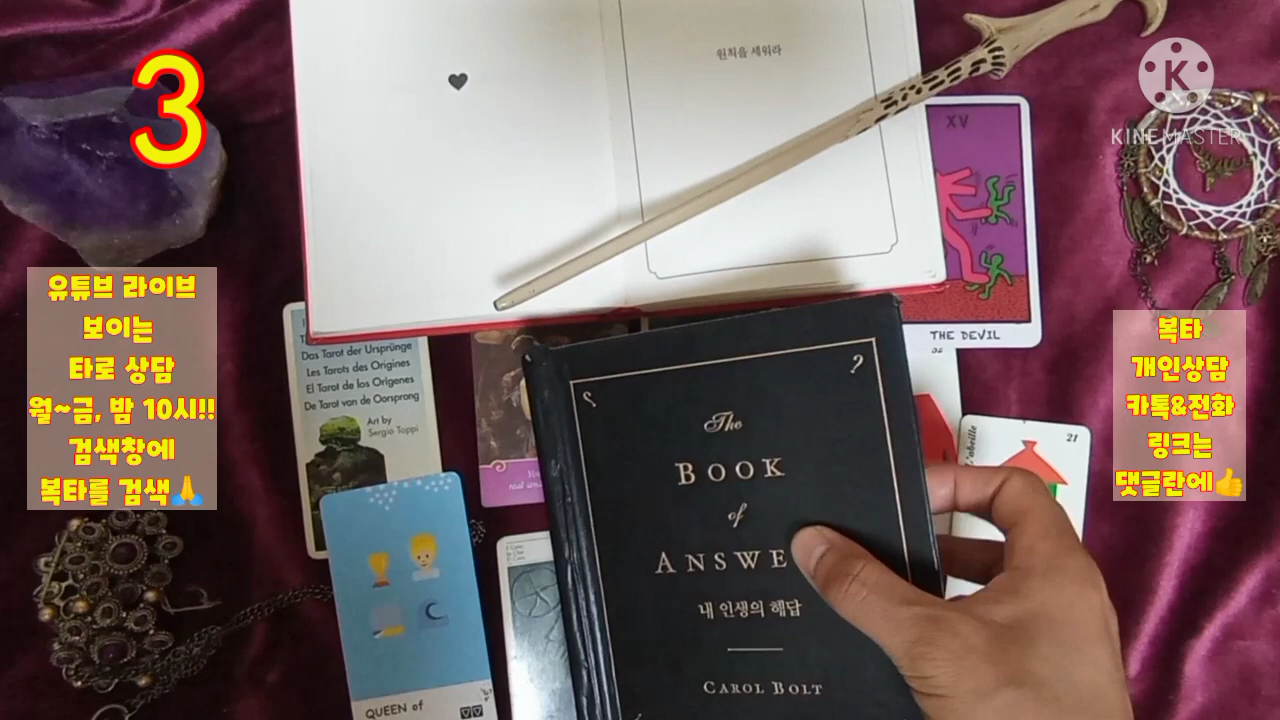 3
원칙을 세워라
KINEMASTER
XV
THE DEVIL
유튜브 라이브
보이는
타로 상담
월~금, 밤 10시!!
검색창에
복타를 검색🙏
복타
개인상담
카톡&전화
링크는
댓글란에👍
Das Tarot der Ursprünge
Les Tarots des Origines
El Tarot de los Orígenes
De Tarot van de Oorsprong
Art by
Sergio Toppi
The
BOOK
of
ANSWE
내 인생의 해답
CAROL BOLT
L'abeille
21
QUEEN of